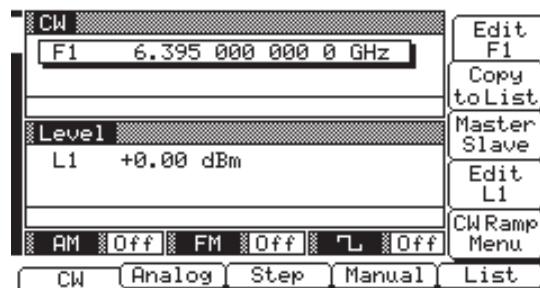 CW
F1 6.395 000 000 0 GHz
Level
L1 +0.00 dBm
AM Off FM Off Off
Edit
F1
Copy
to List
Master
Slave
Edit
L1
CW Ramp
Menu
CW Analog Step Manual List